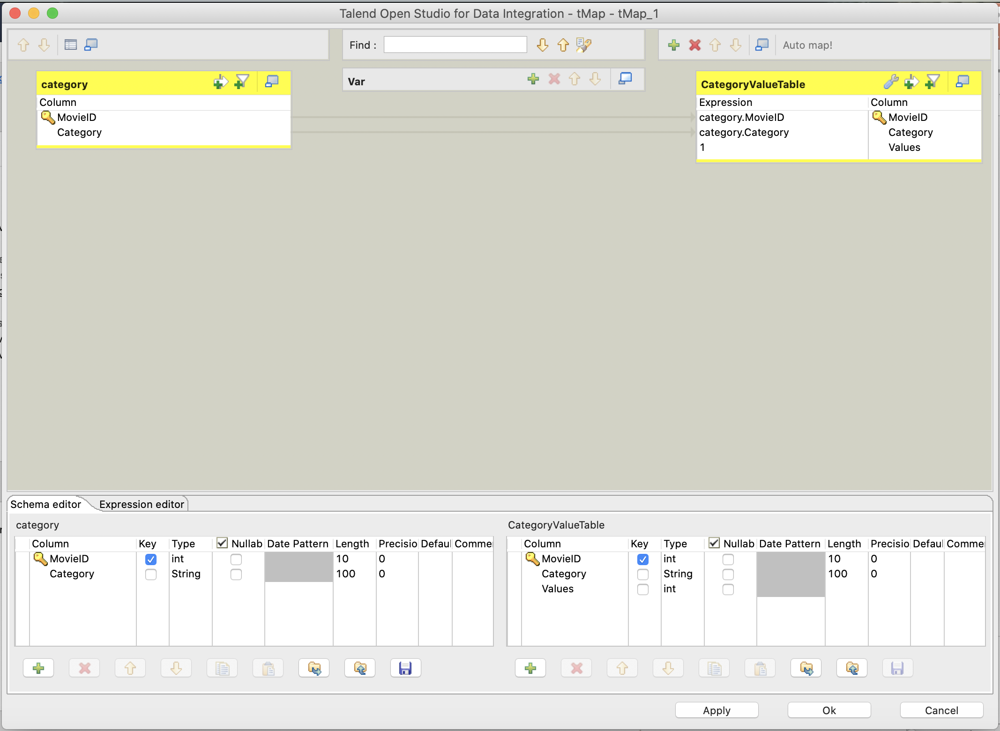 Talend Open Studio for Data Integration - tMap - tMap_1
Find :
Auto map!
category
Column
MovieID
Category
Var
CategoryValueTable
Expression Column
category.MovieID MovieID
category.Category Category
1 Values
Schema editor Expression editor
category
Column Key Type Nullab Date Pattern Length Precisio Defaul Comme
MovieID int 10 0
Category String 100 0
CategoryValueTable
Column Key Type Nullab Date Pattern Length Precisio Defaul Comme
MovieID int 10 0
Category String 100 0
Values int
Apply Ok Cancel